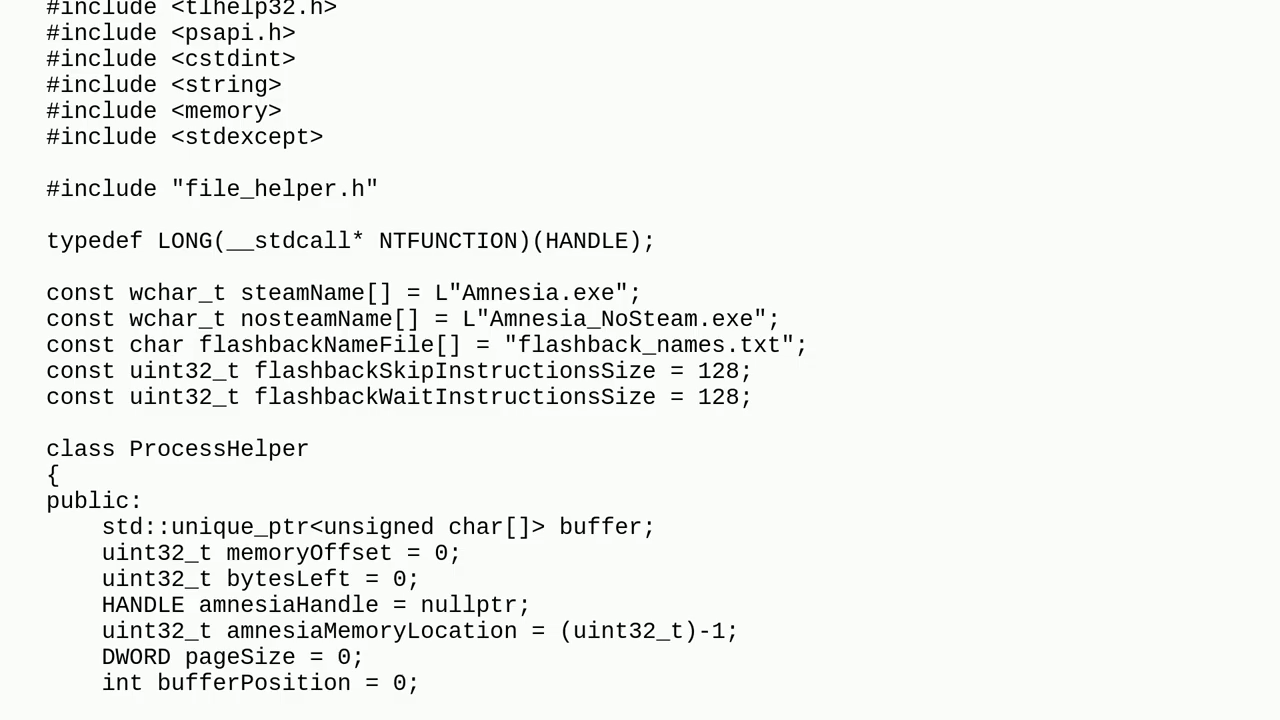 #include <tlhelp32.h>
#include <psapi.h>
#include <cstdint>
#include <string>
#include <memory>
#include <stdexcept>

#include "file_helper.h"

typedef LONG(__stdcall* NTFUNCTION)(HANDLE);

const wchar_t steamName[] = L"Amnesia.exe";
const wchar_t nosteamName[] = L"Amnesia_NoSteam.exe";
const char flashbackNameFile[] = "flashback_names.txt";
const uint32_t flashbackSkipInstructionsSize = 128;
const uint32_t flashbackWaitInstructionsSize = 128;

class ProcessHelper
{
public:
    std::unique_ptr<unsigned char[]> buffer;
    uint32_t memoryOffset = 0;
    uint32_t bytesLeft = 0;
    HANDLE amnesiaHandle = nullptr;
    uint32_t amnesiaMemoryLocation = (uint32_t)-1;
    DWORD pageSize = 0;
    int bufferPosition = 0;